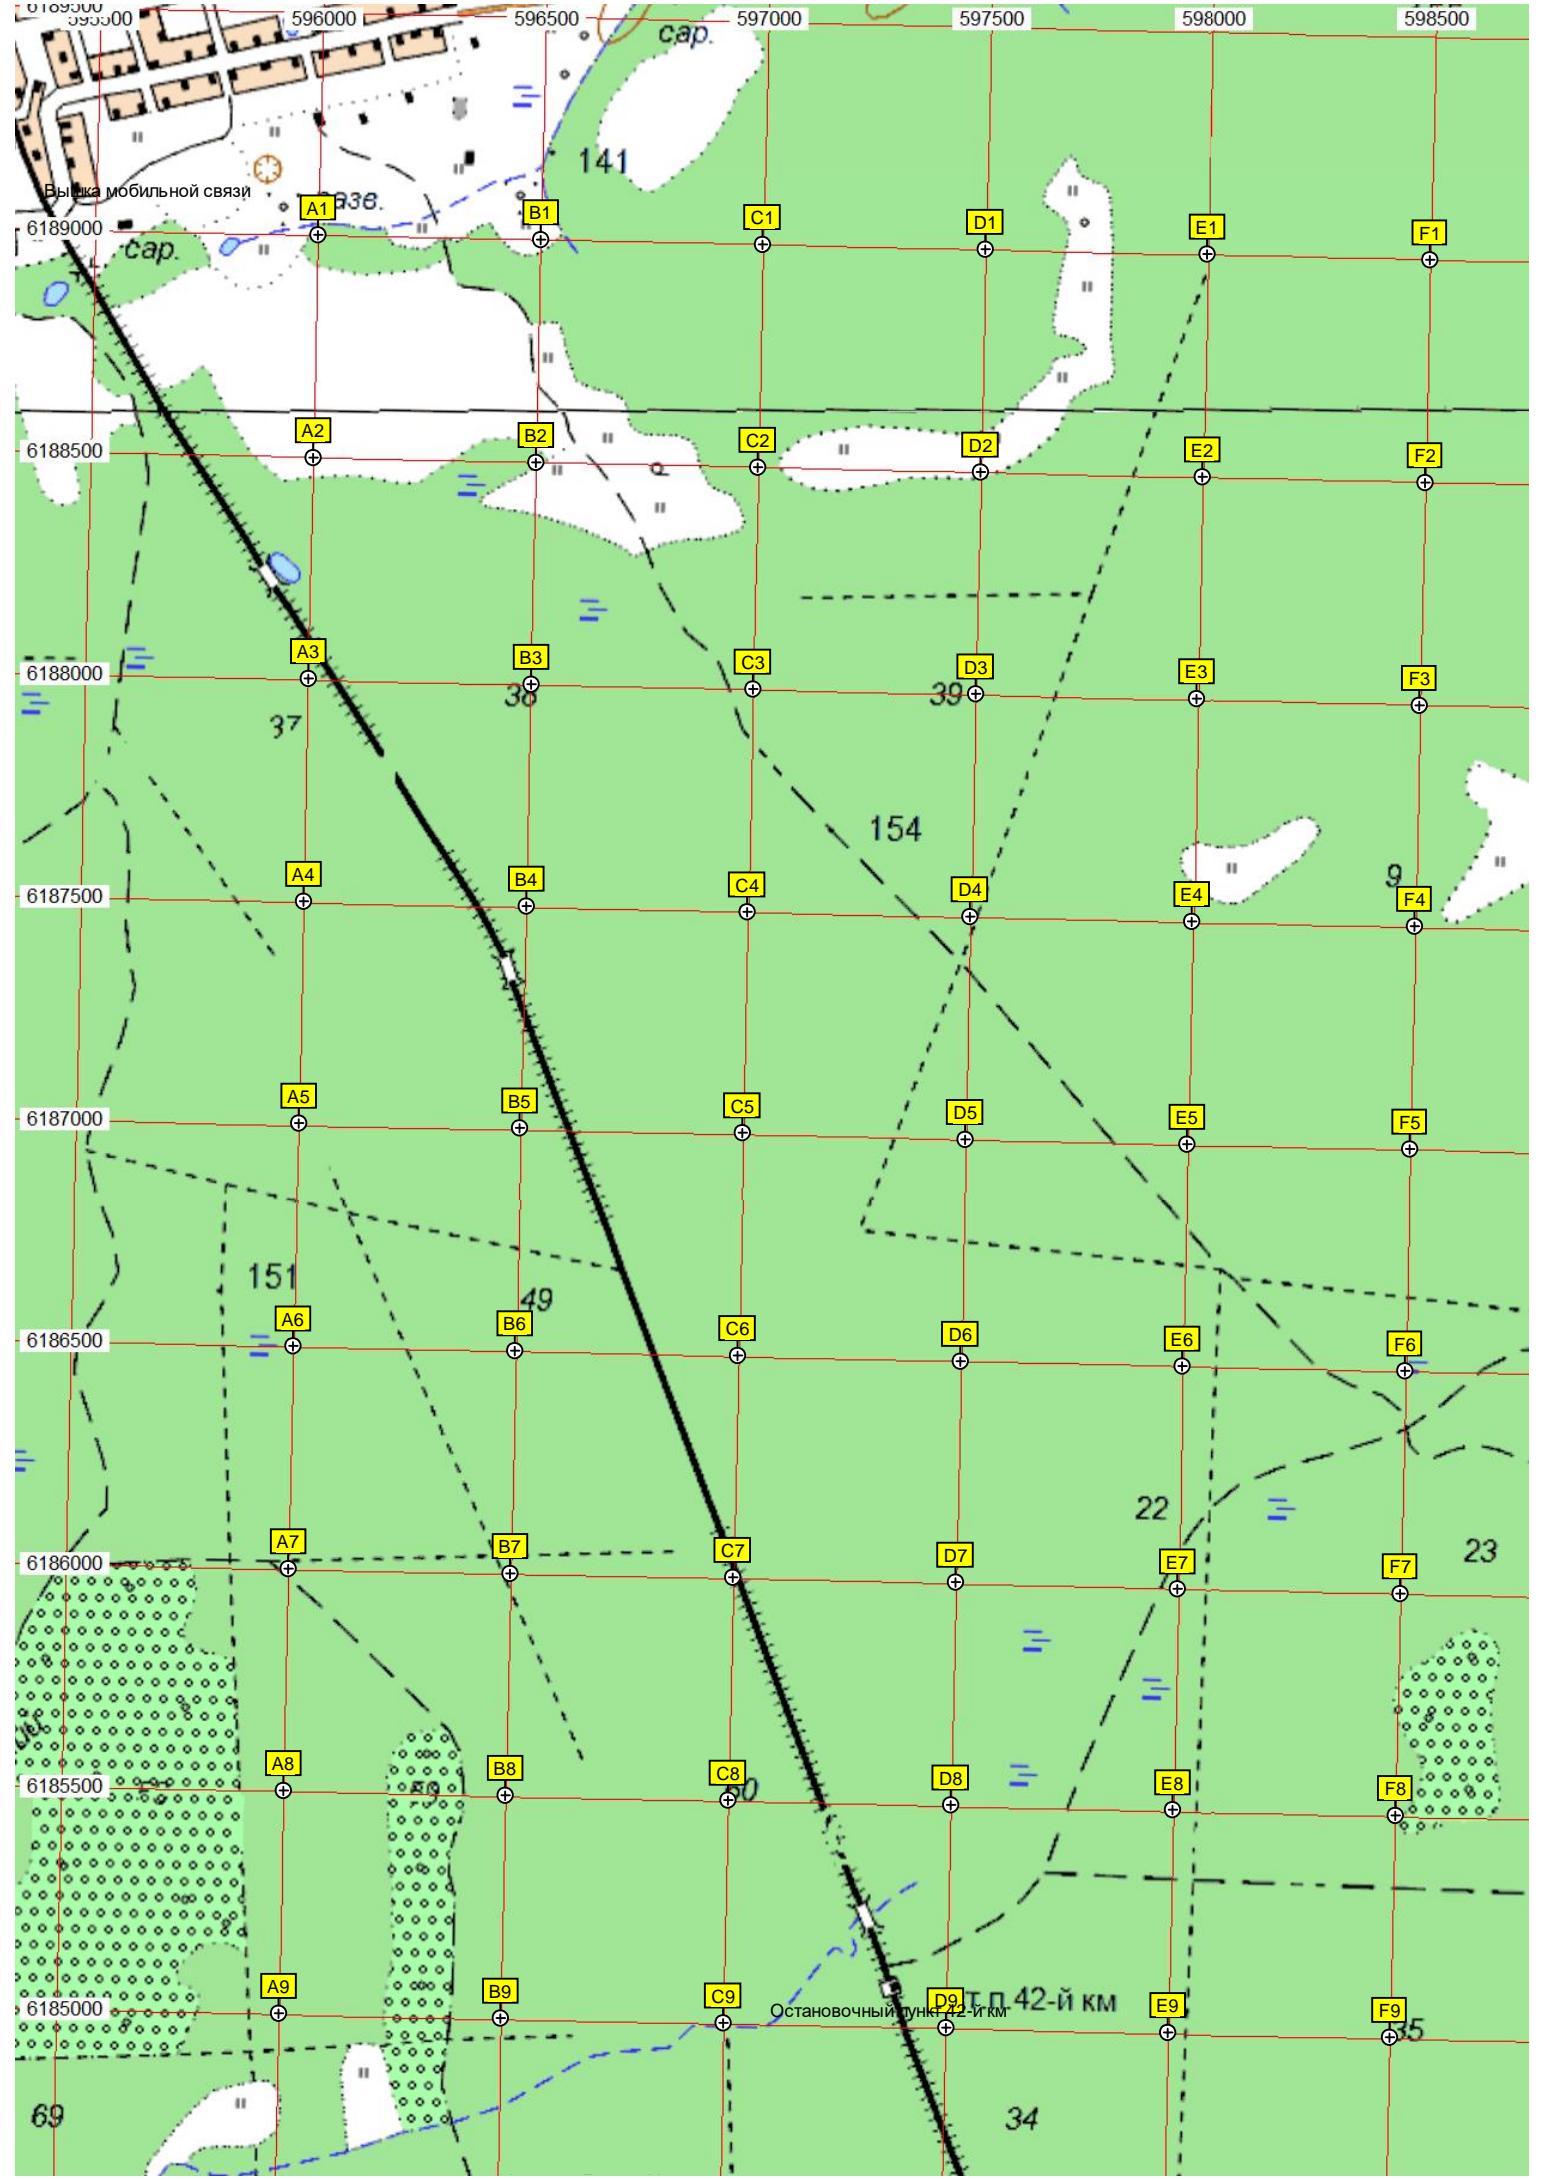 6189500
595500 596000 596500 597000 597500 598000 598500
сар.
141
Вышка мобильной связи
A1 B1 C1 D1 E1 F1
6189000
сар.
A2 B2 C2 D2 E2 F2
6188500
A3 B3 C3 D3 E3 F3
6188000
37 38 39
154
9
A4 B4 C4 D4 E4 F4
6187500
A5 B5 C5 D5 E5 F5
6187000
151
49
A6 B6 C6 D6 E6 F6
6186500
22
23
A7 B7 C7 D7 E7 F7
6186000
A8 B8 C8 D8 E8 F8
6185500
59 60
A9 B9 C9 D9 E9 F9
6185000
т.п. 42-й км
Остановочный пункт 42-й км
35
69
34